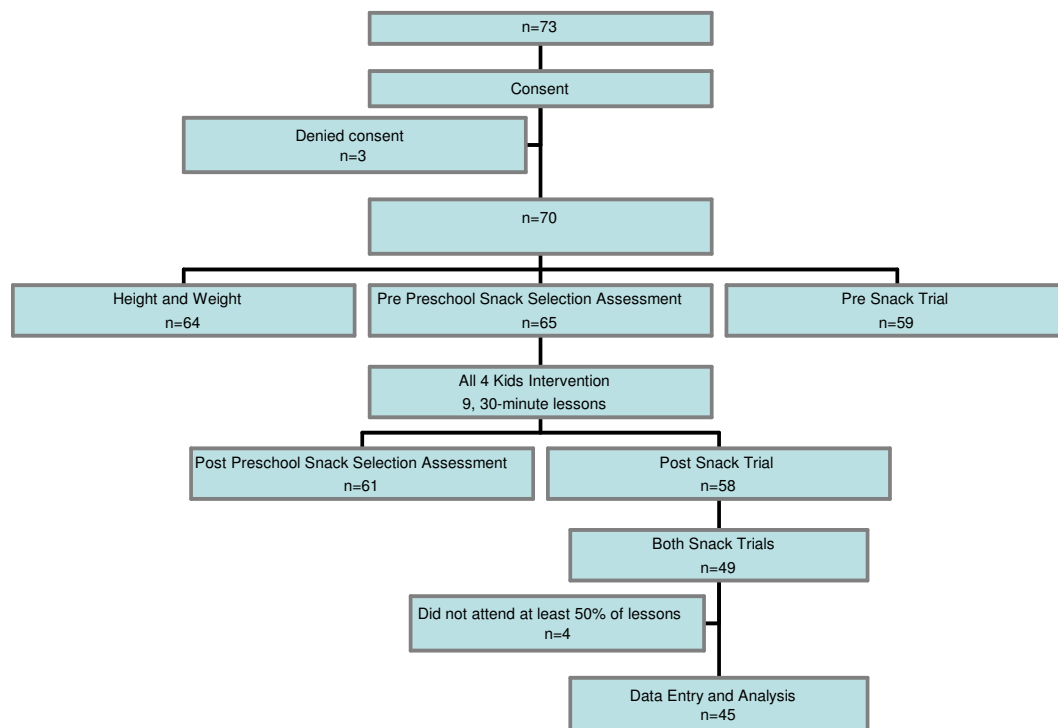 n=73
Consent
Denied consent
n=3
n=70
Height and Weight
n=64
Pre Preschool Snack Selection Assessment
n=65
Pre Snack Trial
n=59
All 4 Kids Intervention
9, 30-minute lessons
Post Preschool Snack Selection Assessment
n=61
Post Snack Trial
n=58
Both Snack Trials
n=49
Did not attend at least 50% of lessons
n=4
Data Entry and Analysis
n=45